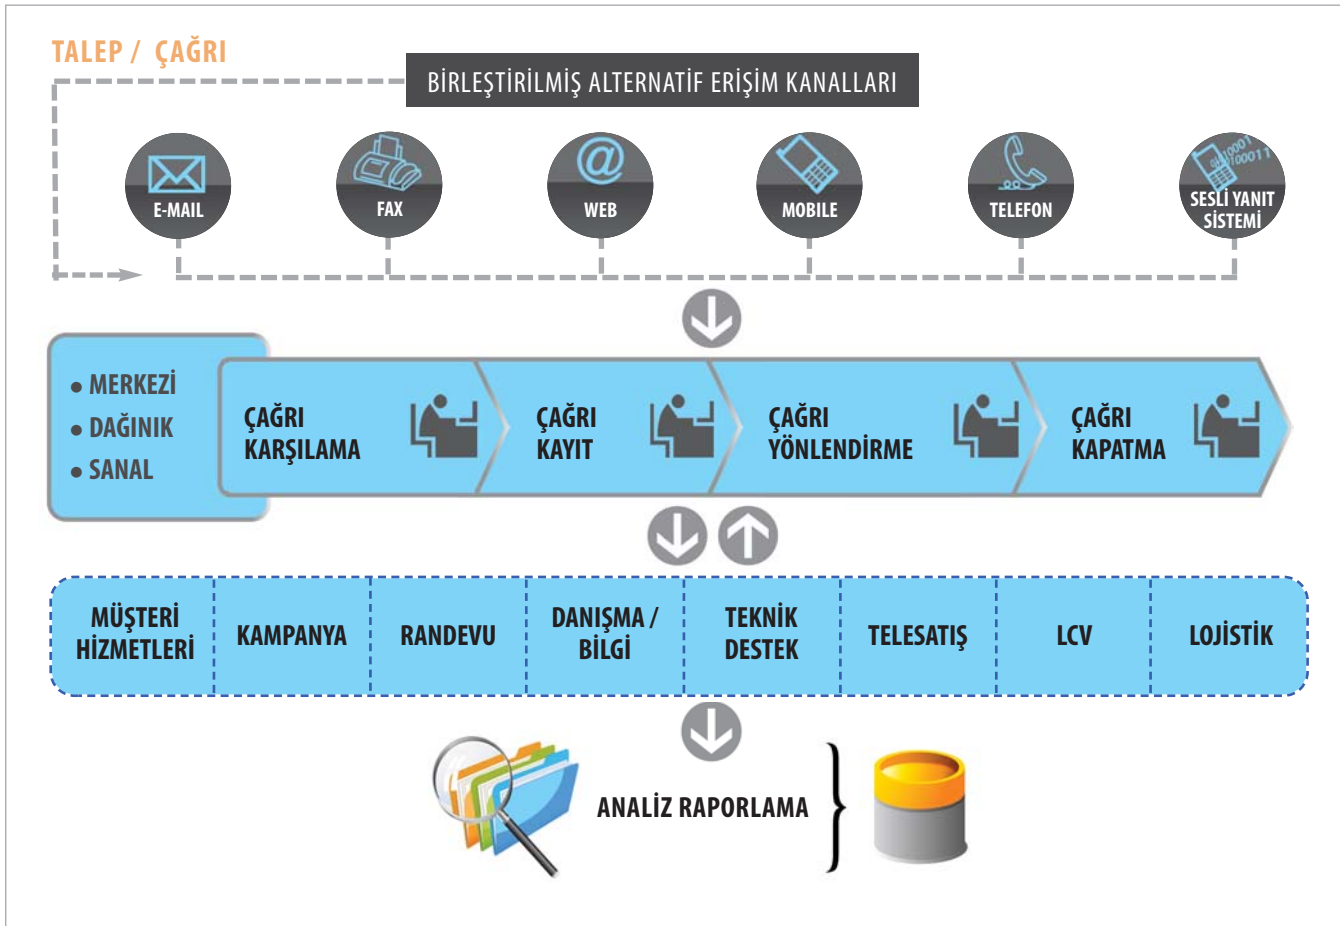 TALEP / ÇAĞRI
BİRLEŞTİRİLMİŞ ALTERNATİF ERİŞİM KANALLARI
E-MAIL
FAX
WEB
MOBILE
TELEFON
10001
100011
SESLİ YANIT
SİSTEMİ
• MERKEZİ
• DAĞINIK
• SANAL
ÇAĞRI
KARŞILAMA
ÇAĞRI
KAYIT
ÇAĞRI
YÖNLENDİRME
ÇAĞRI
KAPATMA
MÜŞTERİ
HİZMETLERİ
KAMPANYA
RANDEVU
DANIŞMA /
BİLGİ
TEKNİK
DESTEK
TELESATIŞ
LCV
LOJİSTİK
ANALİZ RAPORLAMA